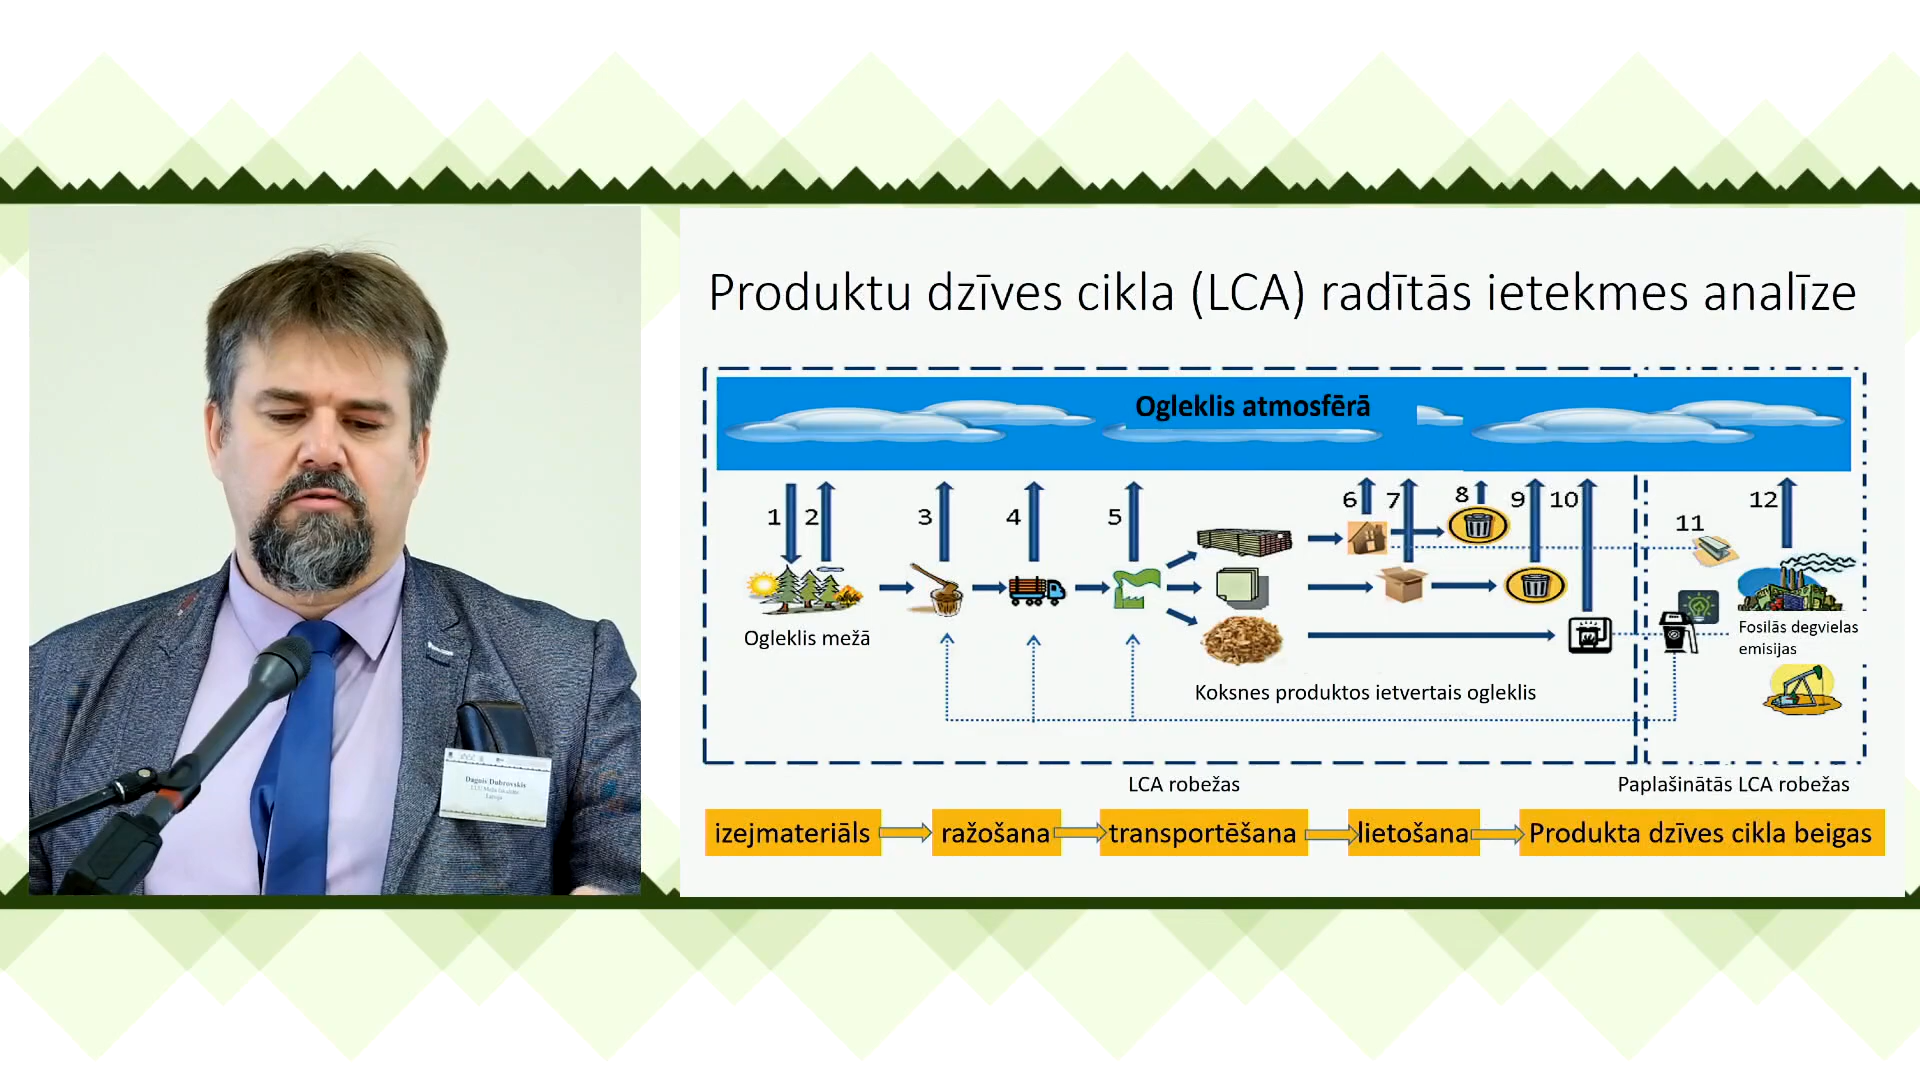 Produktu dzīves cikla (LCA) radītās ietekmes analīze
Ogleklis atmosfērā
1 2 3 4 5 6 7 8 9 10 11 12
Ogleklis mežā
Fosilās degvielas
emisijas
Koksnes produktos ietvertais ogleklis
LCA robežas
Paplašinātās LCA robežas
izejmateriāls ražošana transportēšana lietošana Produkta dzīves cikla beigas
Dagnis Dubrovskis